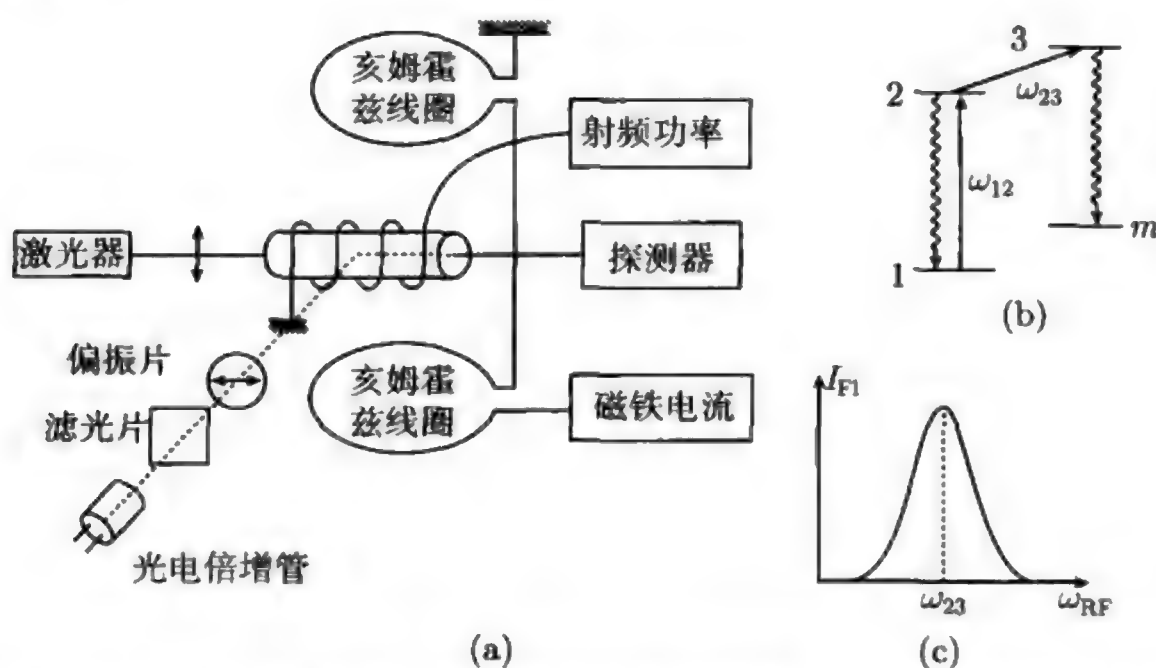 亥姆霍
兹线圈
射频功率
激光器
探测器
偏振片
滤光片
亥姆霍
兹线圈
磁铁电流
光电倍增管
(a)
3
2
ω23
ω12
m
1
(b)
IF1
ω23
ωRF
(c)